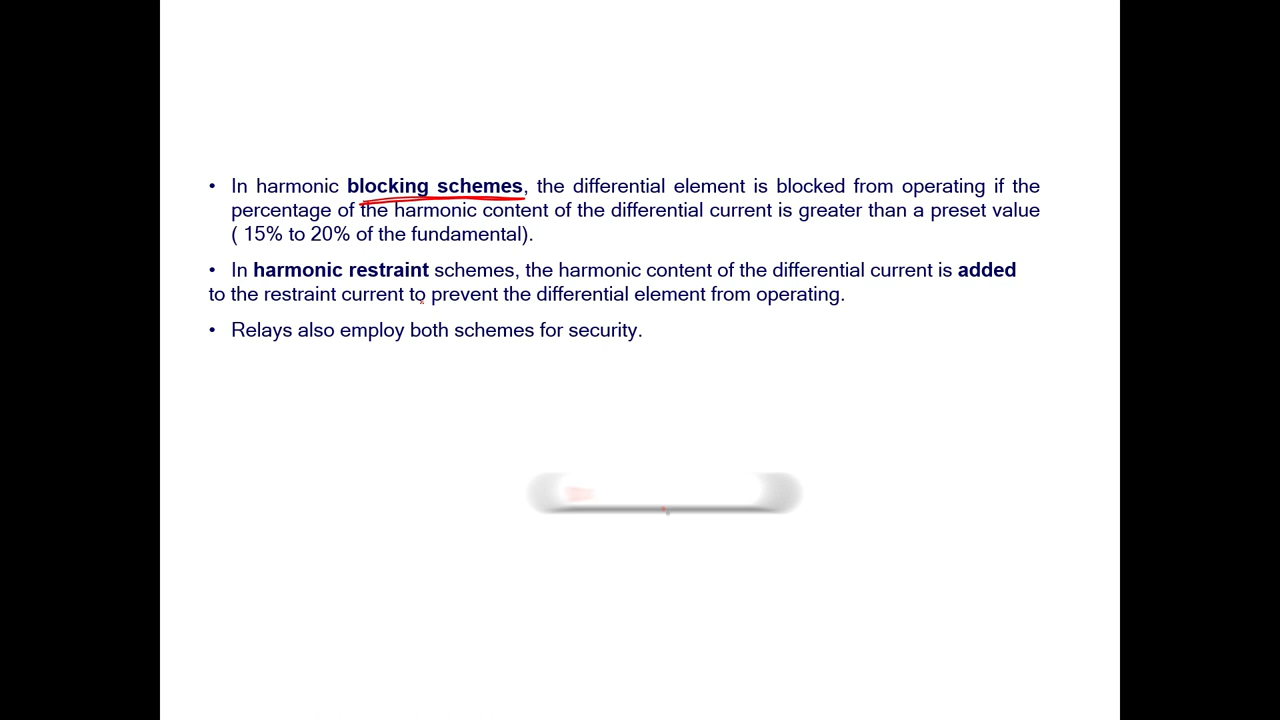 • In harmonic blocking schemes, the differential element is blocked from operating if the
percentage of the harmonic content of the differential current is greater than a preset value
( 15% to 20% of the fundamental).
• In harmonic restraint schemes, the harmonic content of the differential current is added
to the restraint current to prevent the differential element from operating.
• Relays also employ both schemes for security.